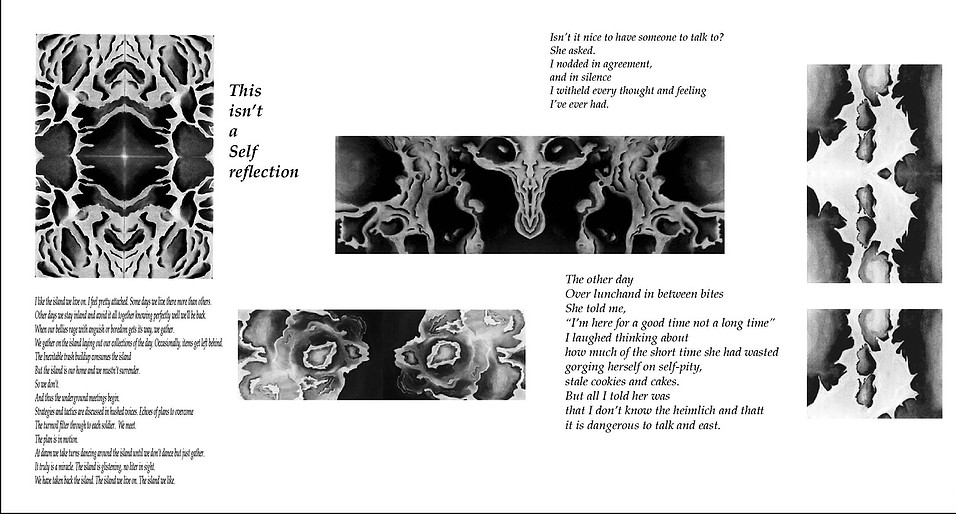 This
isn't
a
Self
reflection
I like the island we live on. I feel pretty attached. Some days we live there more than others.
Other days we stay inland and avoid it all together knowing perfectly well we'll be back.
When our bellies rage with anguish or boredom gets its way, we gather.
We gather on the island laying out our collections of the day. Occasionally, items get left behind.
The Inevitable trash buildup consumes the island
But the island is our home and we mustn't surrender.
So we don't.
And thus the underground meetings begin.
Strategies and tactics are discussed in hushed voices. Echoes of plans to overcome
The turmoil filter through to each soldier. We meet.
The plan is in motion.
At dawn we take turns dancing around the island until we don't dance but just gather.
It truly is a miracle. The island is glistening, no liter in sight.
We have taken back the island. The island we live on. The island we like.
Isn't it nice to have someone to talk to?
She asked.
I nodded in agreement,
and in silence
I witheld every thought and feeling
I've ever had.
The other day
Over lunchand in between bites
She told me,
"I'm here for a good time not a long time"
I laughed thinking about
how much of the short time she had wasted
gorging herself on self-pity,
stale cookies and cakes.
But all I told her was
that I don't know the heimlich and thatt
it is dangerous to talk and east.